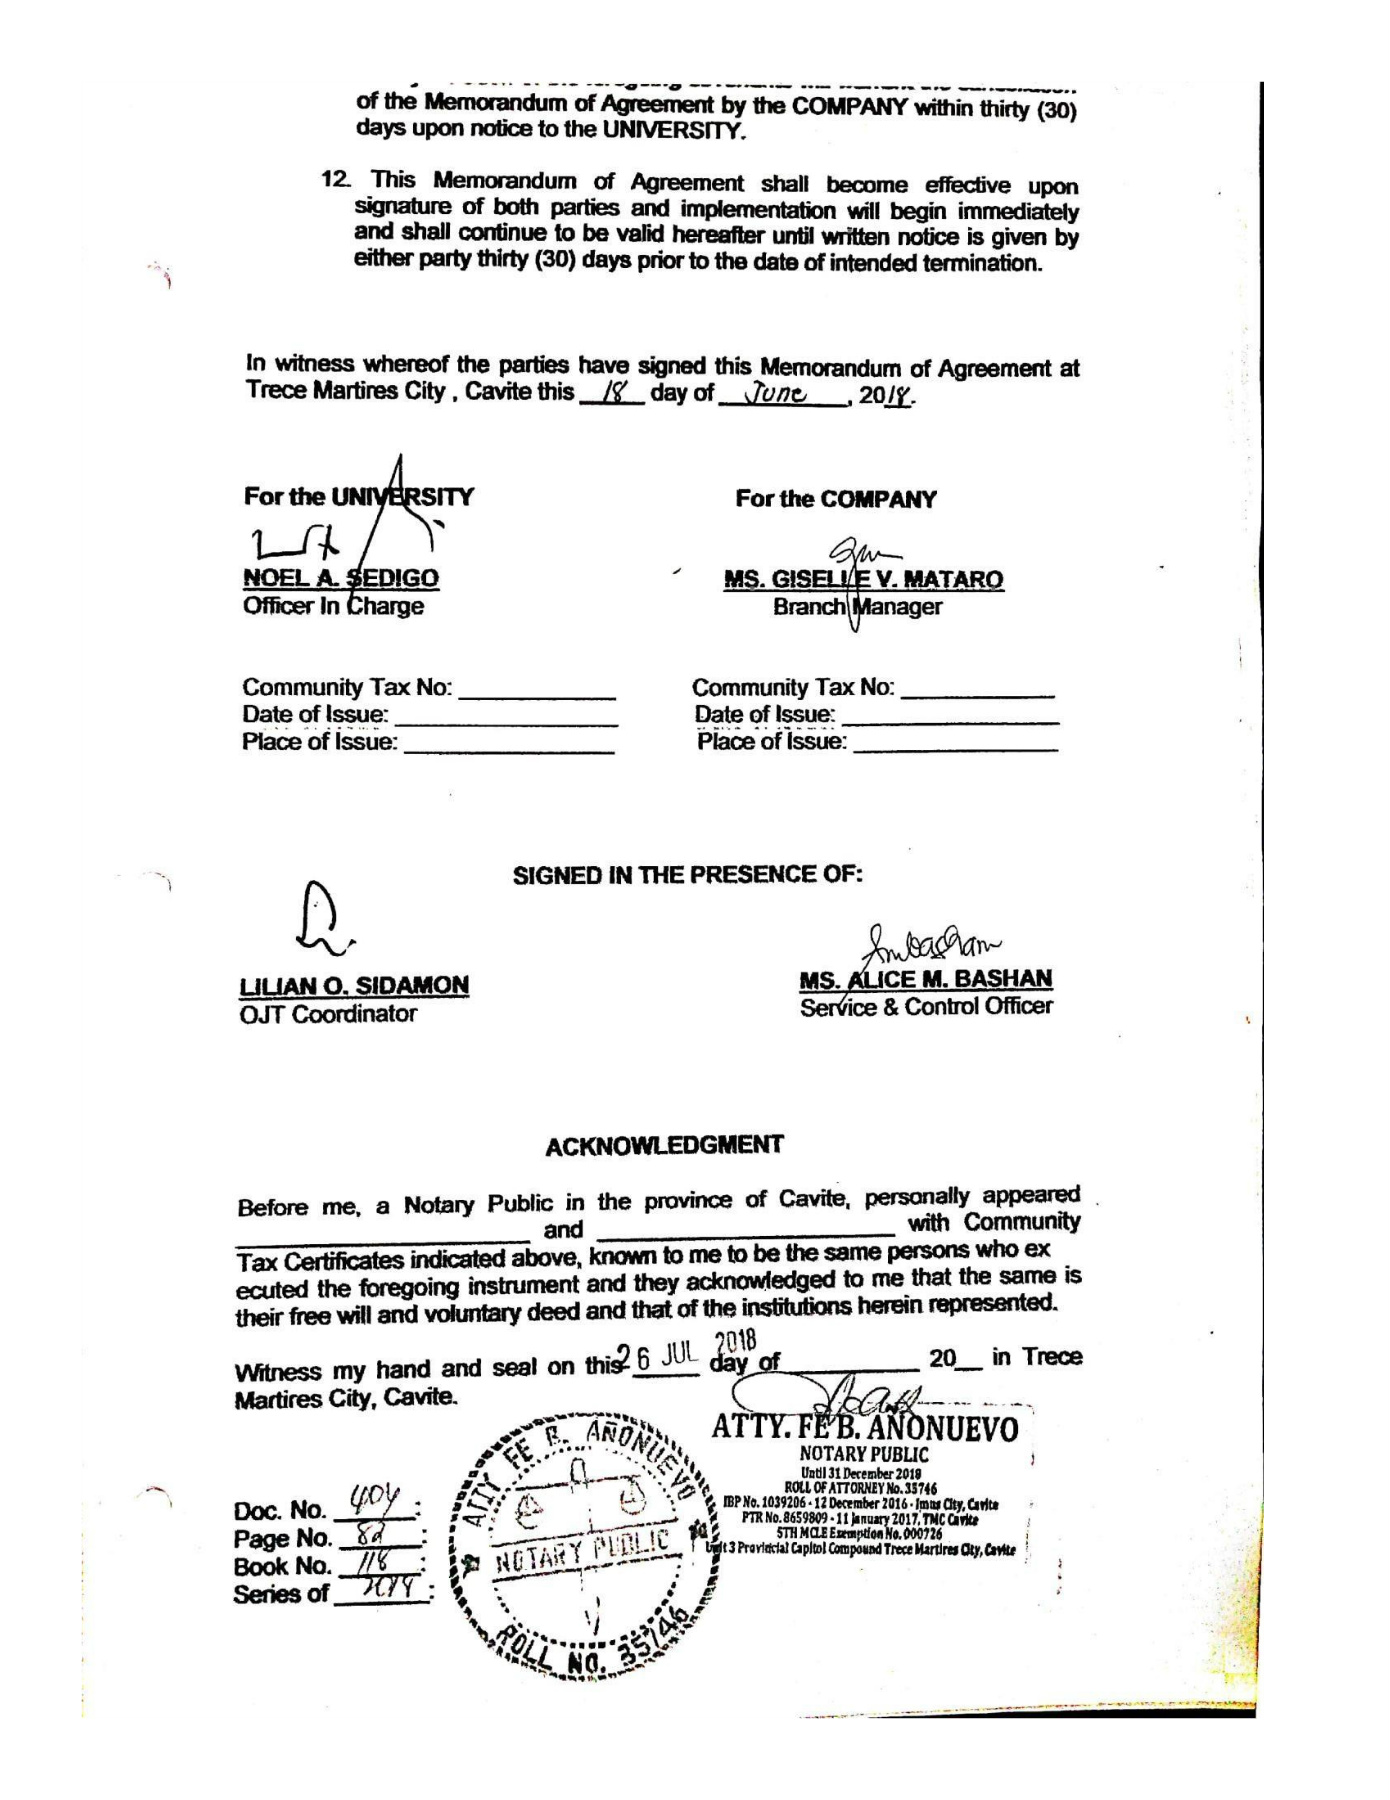 of the Memorandum of Agreement by the COMPANY within thirty (30)
days upon notice to the UNIVERSITY.
12. This Memorandum of Agreement shall become effective upon
signature of both parties and implementation will begin immediately
and shall continue to be valid hereafter until written notice is given by
either party thirty (30) days prior to the date of intended termination.
In witness whereof the parties have signed this Memorandum of Agreement at
Trece Martires City , Cavite this 18 day of June , 2018.
For the UNIVERSITY
For the COMPANY
NOEL A. SEDIGO
Officer In Charge
MS. GISELLE V. MATARO
Branch Manager
Community Tax No:
Date of Issue:
Place of Issue:
Community Tax No:
Date of Issue:
Place of Issue:
SIGNED IN THE PRESENCE OF:
LILIAN O. SIDAMON
OJT Coordinator
MS. ALICE M. BASHAN
Service & Control Officer
ACKNOWLEDGMENT
Before me, a Notary Public in the province of Cavite, personally appeared
and with Community
Tax Certificates indicated above, known to me to be the same persons who ex
ecuted the foregoing instrument and they acknowledged to me that the same is
their free will and voluntary deed and that of the institutions herein represented.
Witness my hand and seal on this 26 JUL 2018 day of 20__ in Trece
Martires City, Cavite.
ATTY. FE B. AÑONUEVO
NOTARY PUBLIC
Until 31 December 2018
ROLL OF ATTORNEY No. 35746
IBP No. 1039206 - 12 December 2016 - Imus City, Cavite
PTR No. 8659809 - 11 January 2017, TMC Cavite
5TH MCLE Exemption No. 000726
Unit 3 Provincial Capitol Compound Trece Martires City, Cavite
Doc. No. 404 :
Page No. 82 :
Book No. 118 :
Series of :
ATTY FE B. AÑONUEVO
NOTARY PUBLIC
ROLL NO. 35746